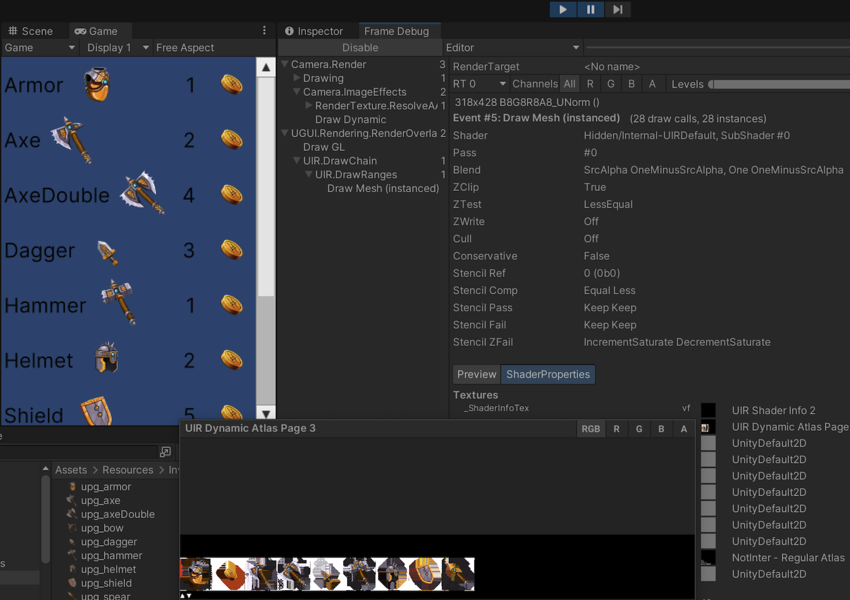 Scene
Game
Game
Display 1
Free Aspect
Armor 1
Axe 2
AxeDouble 4
Dagger 3
Hammer 1
Helmet 2
Shield 5
Inspector
Frame Debug
Disable
Editor
Camera.Render 3
Drawing 1
Camera.ImageEffects 2
RenderTexture.ResolveA 1
Draw Dynamic
UGUI.Rendering.RenderOverla 2
Draw GL
UIR.DrawChain 1
UIR.DrawRanges 1
Draw Mesh (instanced)
RenderTarget <No name>
RT 0 Channels All R G B A Levels
318x428 B8G8R8A8_UNorm ()
Event #5: Draw Mesh (instanced) (28 draw calls, 28 instances)
Shader Hidden/Internal-UIRDefault, SubShader #0
Pass #0
Blend SrcAlpha OneMinusSrcAlpha, One OneMinusSrcAlpha
ZClip True
ZTest LessEqual
ZWrite Off
Cull Off
Conservative False
Stencil Ref 0 (0b0)
Stencil Comp Equal Less
Stencil Pass Keep Keep
Stencil Fail Keep Keep
Stencil ZFail IncrementSaturate DecrementSaturate
Preview ShaderProperties
Textures
_ShaderInfoTex vf
UIR Shader Info 2
UIR Dynamic Atlas Page
UnityDefault2D
UnityDefault2D
UnityDefault2D
UnityDefault2D
UnityDefault2D
UnityDefault2D
UnityDefault2D
NotInter - Regular Atlas
UnityDefault2D
UIR Dynamic Atlas Page 3
RGB R G B A
Assets > Resources > In
upg_armor
upg_axe
upg_axeDouble
upg_bow
upg_dagger
upg_hammer
upg_helmet
upg_shield
upg_spear